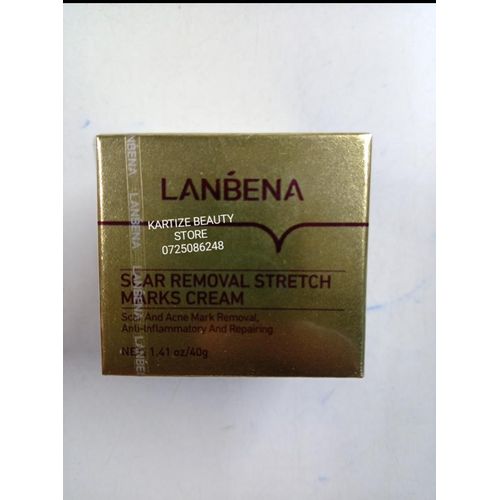 LANBENA
LANBENA
KARTIZE BEAUTY
STORE
0725086248
SCAR REMOVAL STRETCH
MARKS CREAM
Scar And Acne Mark Removal,
Anti-Inflammatory And Repairing
NET: 1.41 oz/40g
LANBENA
LANBENA